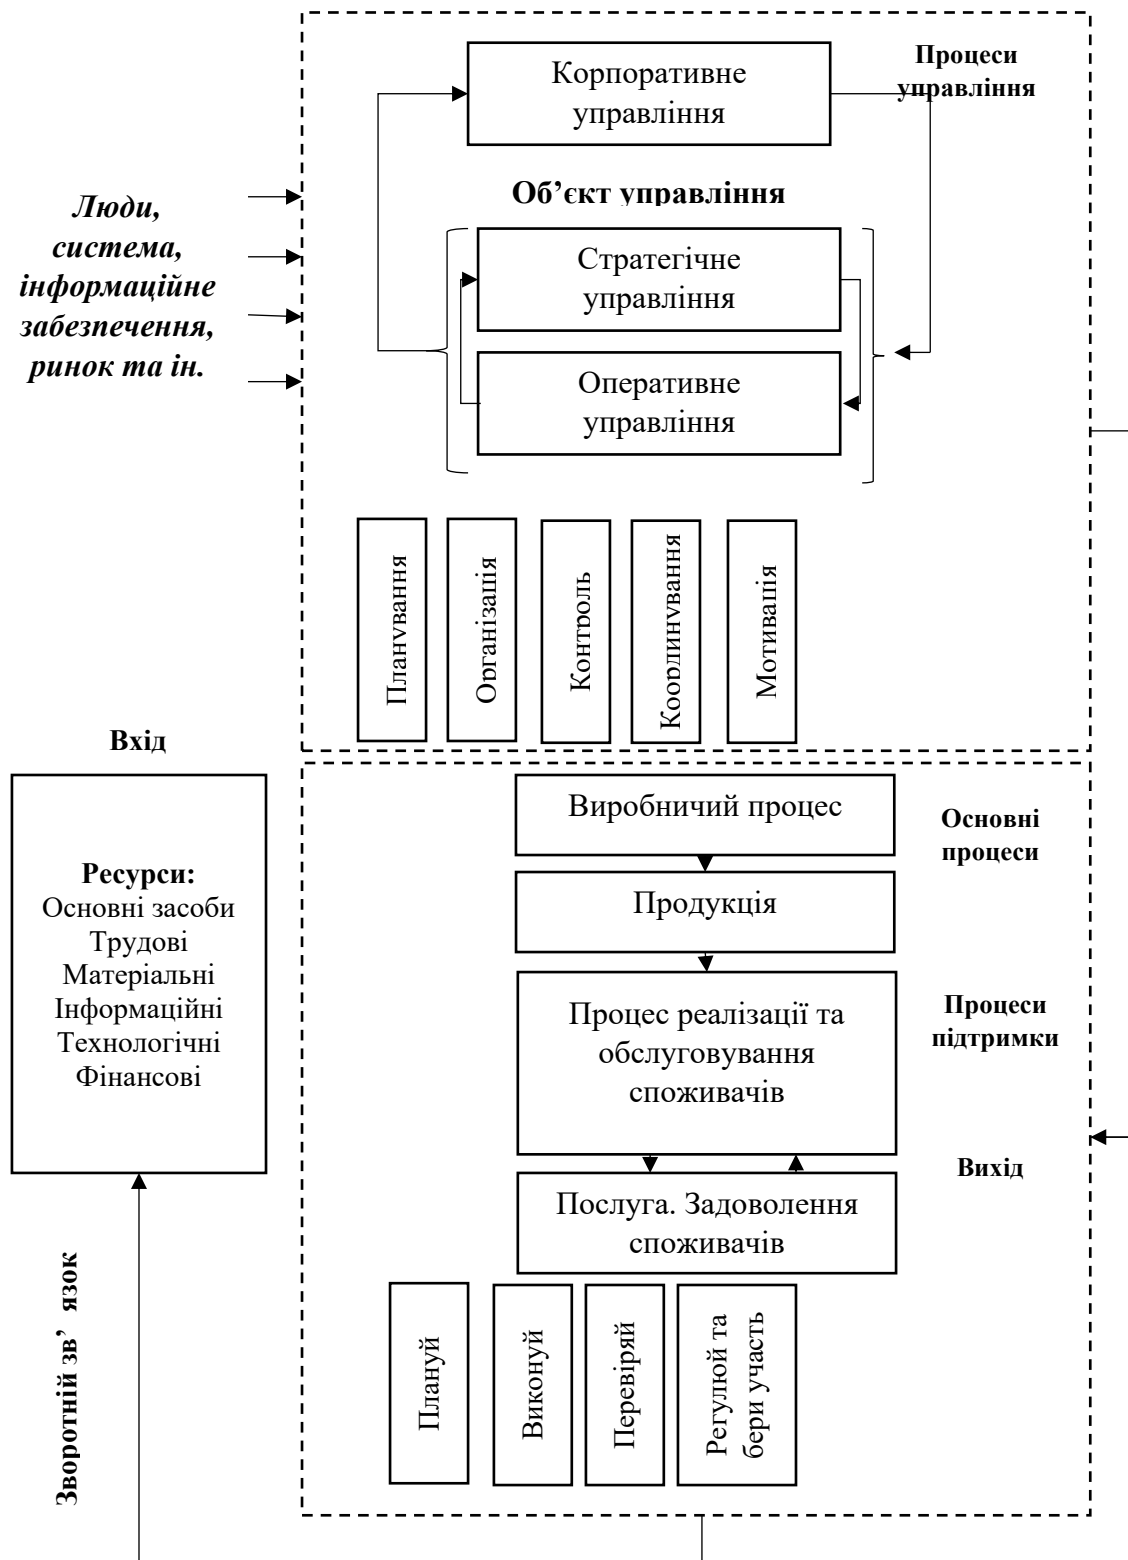 Корпоративне
управління
Процеси
управління
Об’єкт управління
Люди,
система,
інформаційне
забезпечення,
ринок та ін.
Стратегічне
управління
Оперативне
управління
Планування
Організація
Контроль
Координування
Мотивація
Вхід
Ресурси:
Основні засоби
Трудові
Матеріальні
Інформаційні
Технологічні
Фінансові
Виробничий процес
Основні
процеси
Продукція
Процес реалізації та
обслуговування
споживачів
Процеси
підтримки
Вихід
Послуга. Задоволення
споживачів
Зворотній зв’ язок
Плануй
Виконуй
Перевіряй
Регулюй та
бери участь